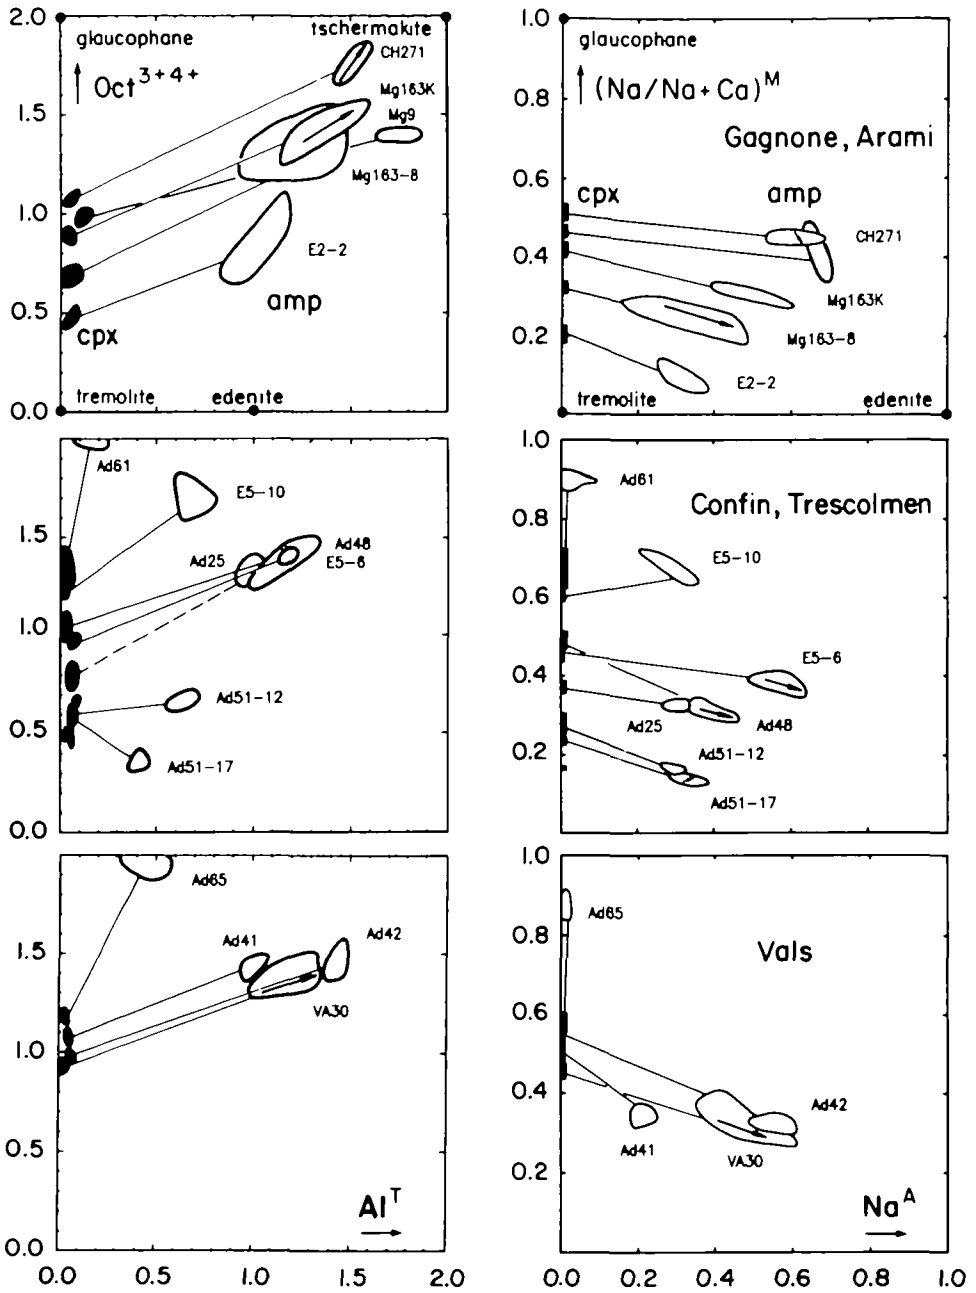 2.0
glaucophane
tschermakite
Oct3+4+
CH271
Mg163K
Mg9
1.5
Mg163-8
1.0
E2-2
0.5
amp
cpx
tremolite
edenite
0.0
1.0
glaucophane
(Na/Na+Ca)M
0.8
Gagnone, Arami
0.6
cpx
amp
CH271
0.4
Mg163K
Mg163-8
0.2
E2-2
tremolite
edenite
Ad61
E5-10
1.5
Ad48
Ad25
E5-6
1.0
Ad51-12
0.5
Ad51-17
0.0
1.0
Ad61
Confin, Trescolmen
0.8
E5-10
0.6
E5-6
0.4
Ad25
Ad48
Ad51-12
0.2
Ad51-17
Ad65
1.5
Ad41
Ad42
VA30
1.0
0.5
AlT
0.0
0.0 0.5 1.0 1.5 2.0
1.0
Ad65
0.8
Vals
0.6
0.4
Ad42
Ad41
VA30
0.2
NaA
0.0 0.2 0.4 0.6 0.8 1.0